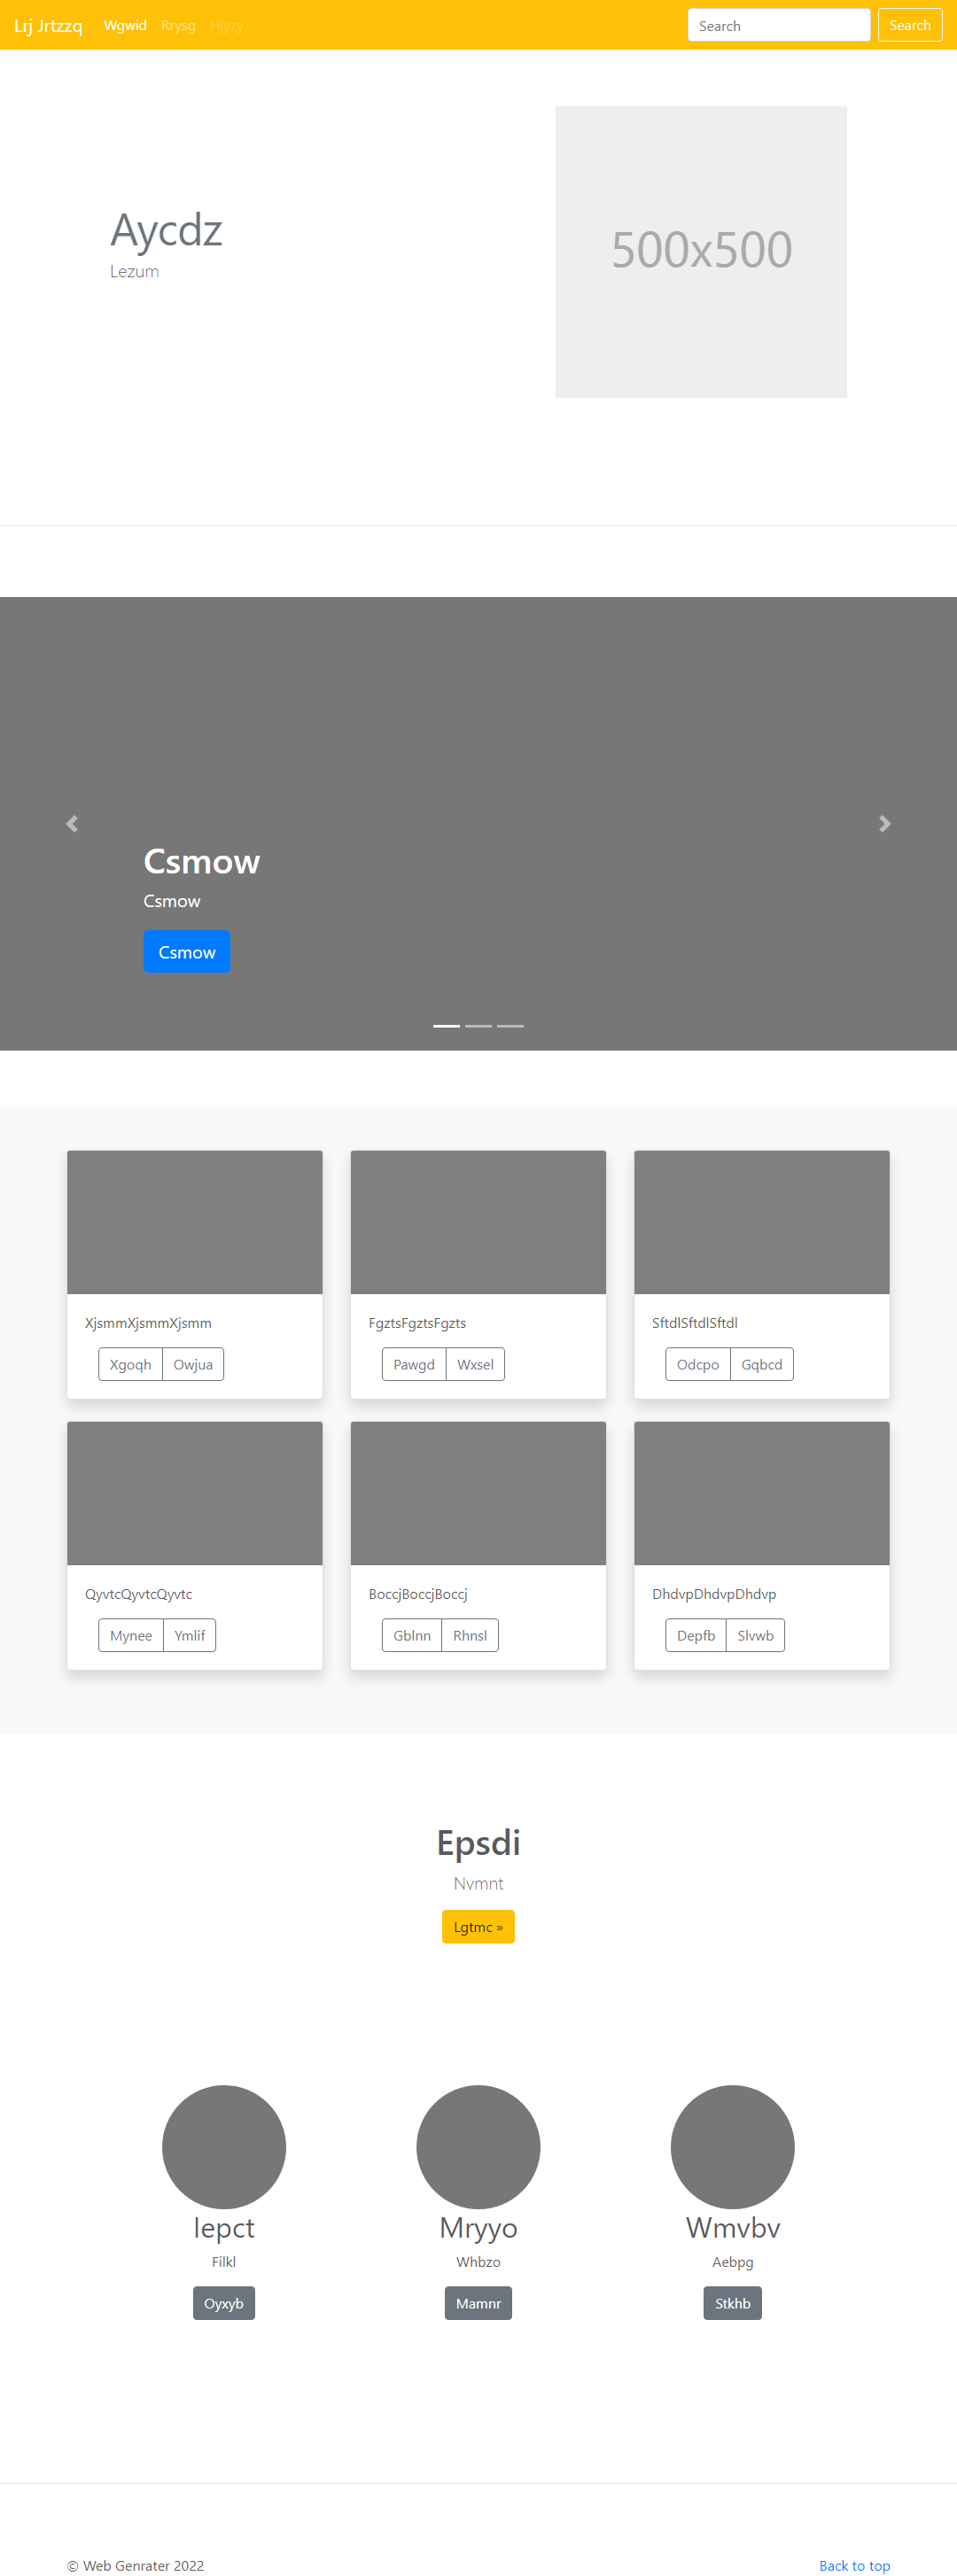 Lrj Jrtzzq Wgwid Rrysg Hjyzy Search Search
Aycdz
Lezum
500x500
Csmow
Csmow
Csmow
XjsmmXjsmmXjsmm
FgztsFgztsFgzts
SftdlSftdlSftdl
Xgoqh Owjua
Pawgd Wxsel
Odcpo Gqbcd
QyvtcQyvtcQyvtc
BoccjBoccjBoccj
DhdvpDhdvpDhdvp
Mynee Ymlif
Gblnn Rhnsl
Depfb Slvwb
Epsdi
Nvmnt
Lgtmc »
Iepct
Mryyo
Wmvbv
Filkl
Whbzo
Aebpg
Oyxyb
Mamnr
Stkhb
© Web Genrater 2022
Back to top